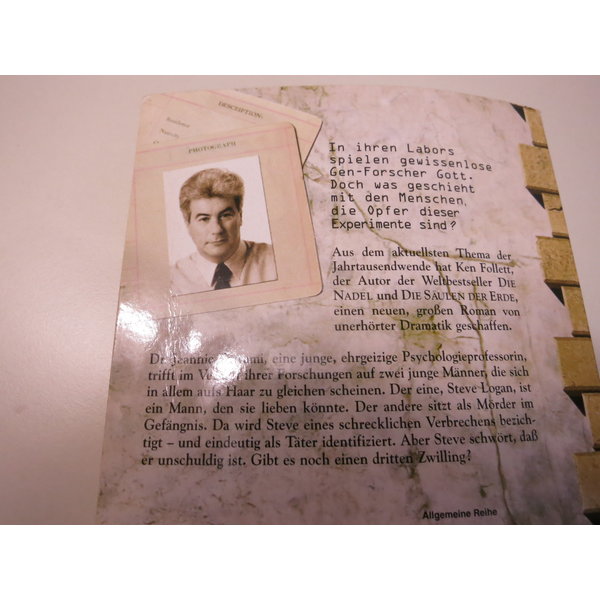 DESCRIPTION:
Residence
Nativity
PHOTOGRAPH
In ihren Labors
spielen gewissenlose
Gen-Forscher Gott.
Doch was geschieht
mit den Menschen,
die Opfer dieser
Experimente sind?
Aus dem aktuellsten Thema der
Jahrtausendwende hat Ken Follett,
der Autor der Weltbestseller DIE
NADEL und DIE SÄULEN DER ERDE,
einen neuen, großen Roman von
unerhörter Dramatik geschaffen.
Dr. Jeannie, eine junge, ehrgeizige Psychologieprofessorin,
trifft im ihrer Forschungen auf zwei junge Männer, die sich
in allem aufs Haar zu gleichen scheinen. Der eine, Steve Logan, ist
ein Mann, den sie lieben könnte. Der andere sitzt als Mörder im
Gefängnis. Da wird Steve eines schrecklichen Verbrechens bezich-
tigt – und eindeutig als Täter identifiziert. Aber Steve schwört, daß
er unschuldig ist. Gibt es noch einen dritten Zwilling?
Allgemeine Reihe